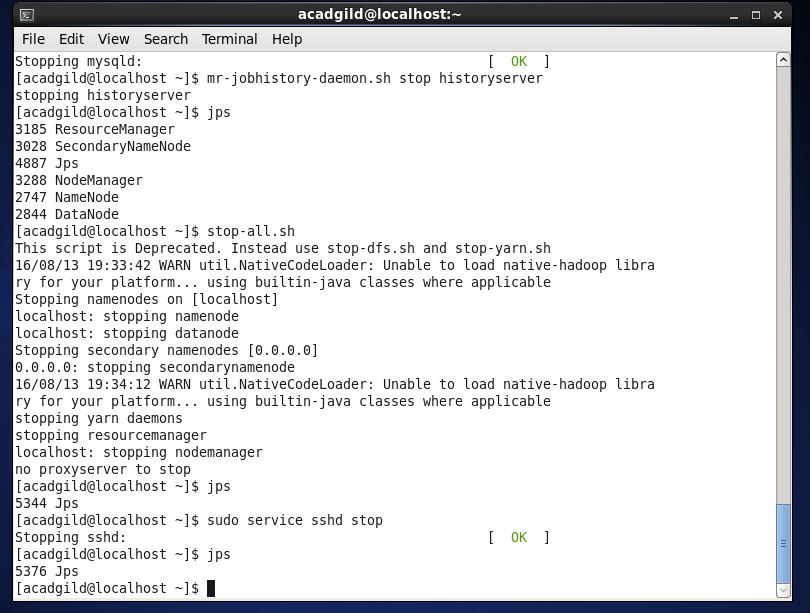 acadgild@localhost:~
File Edit View Search Terminal Help
Stopping mysqld: [ OK ]
[acadgild@localhost ~]$ mr-jobhistory-daemon.sh stop historyserver
stopping historyserver
[acadgild@localhost ~]$ jps
3185 ResourceManager
3028 SecondaryNameNode
4887 Jps
3288 NodeManager
2747 NameNode
2844 DataNode
[acadgild@localhost ~]$ stop-all.sh
This script is Deprecated. Instead use stop-dfs.sh and stop-yarn.sh
16/08/13 19:33:42 WARN util.NativeCodeLoader: Unable to load native-hadoop libra
ry for your platform... using builtin-java classes where applicable
Stopping namenodes on [localhost]
localhost: stopping namenode
localhost: stopping datanode
Stopping secondary namenodes [0.0.0.0]
0.0.0.0: stopping secondarynamenode
16/08/13 19:34:12 WARN util.NativeCodeLoader: Unable to load native-hadoop libra
ry for your platform... using builtin-java classes where applicable
stopping yarn daemons
stopping resourcemanager
localhost: stopping nodemanager
no proxyserver to stop
[acadgild@localhost ~]$ jps
5344 Jps
[acadgild@localhost ~]$ sudo service sshd stop
Stopping sshd: [ OK ]
[acadgild@localhost ~]$ jps
5376 Jps
[acadgild@localhost ~]$